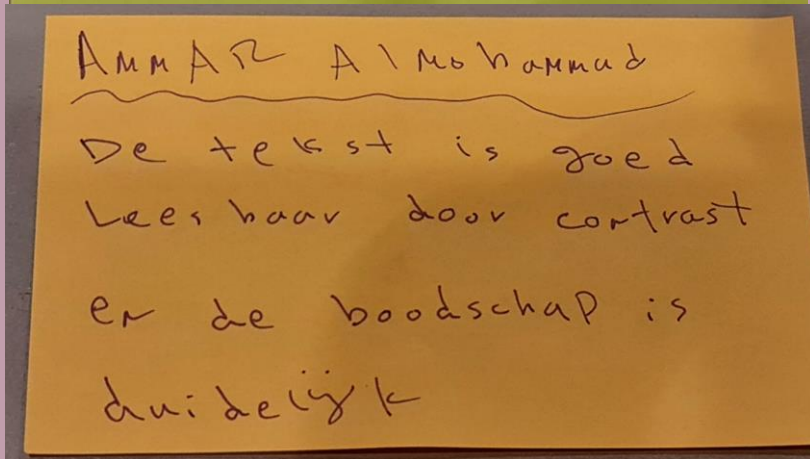 AMMAR AlMohammad
De tekst is goed
Leesbaar door contrast
en de boodschap is
duidelijk